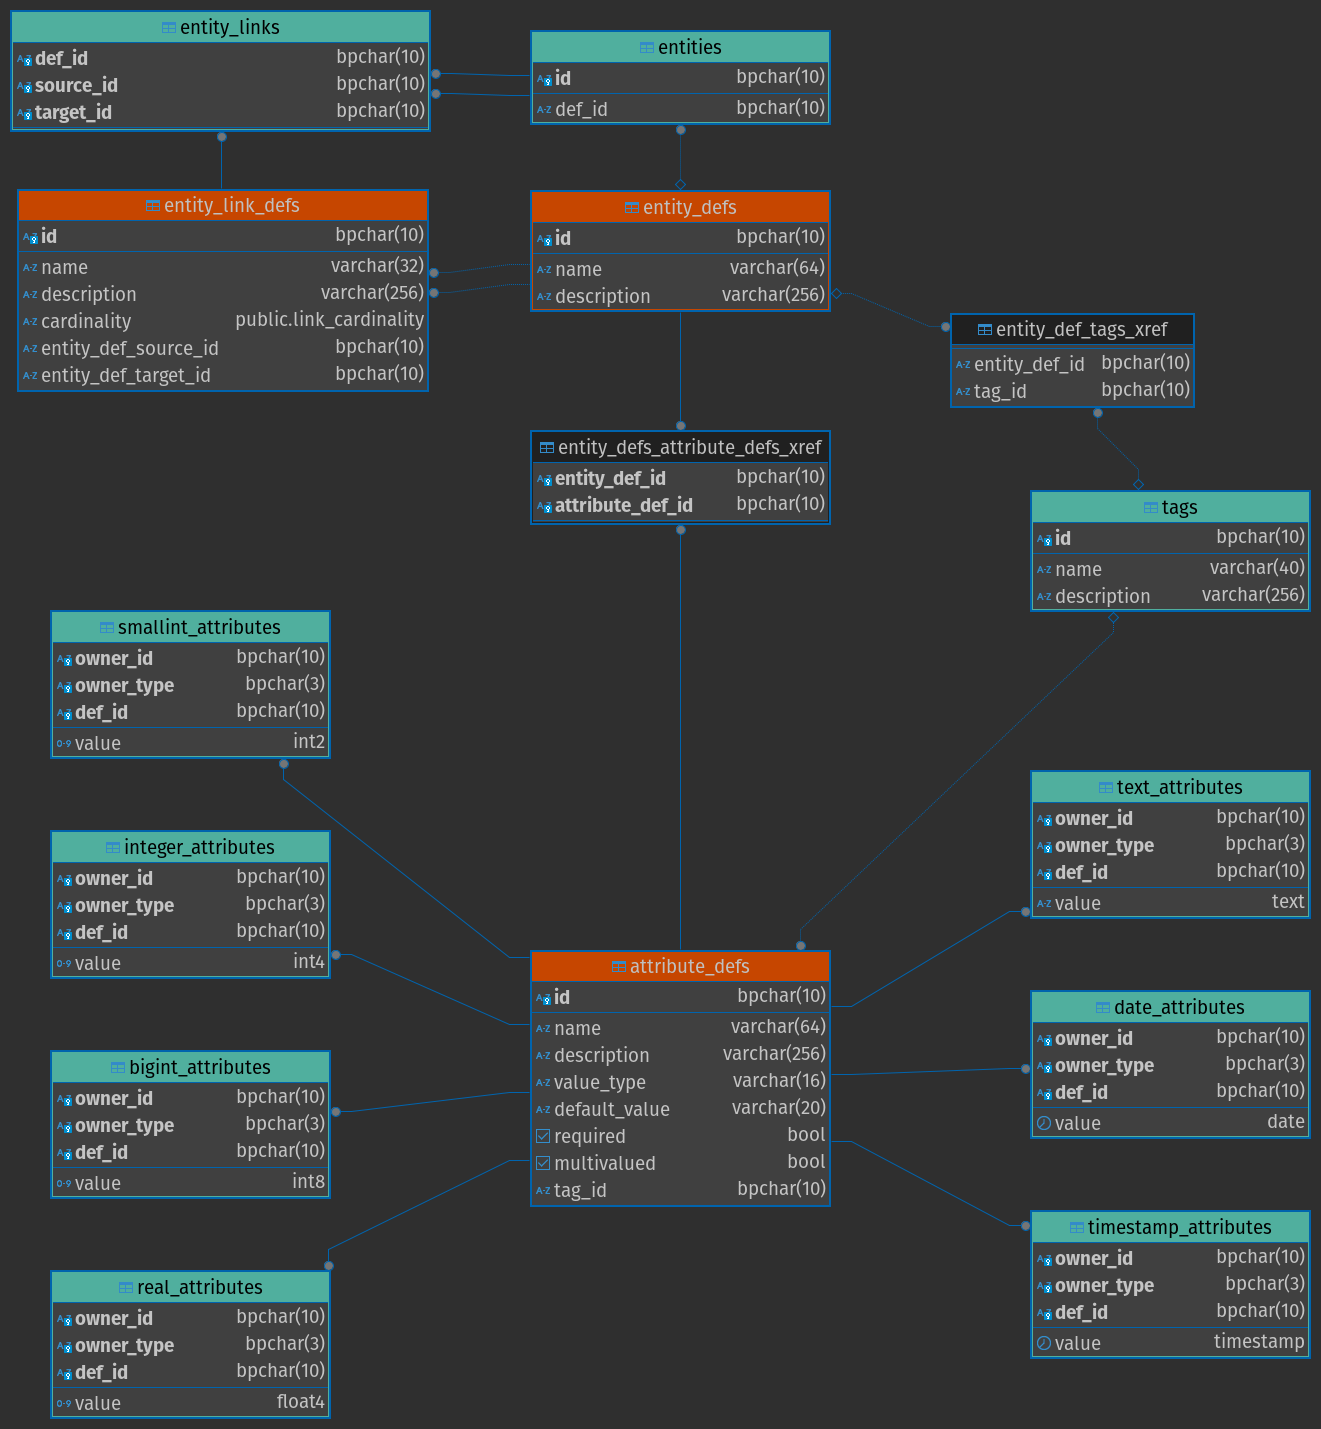 entity_links
def_id bpchar(10)
source_id bpchar(10)
target_id bpchar(10)
entities
id bpchar(10)
def_id bpchar(10)
entity_link_defs
id bpchar(10)
name varchar(32)
description varchar(256)
cardinality public.link_cardinality
entity_def_source_id bpchar(10)
entity_def_target_id bpchar(10)
entity_defs
id bpchar(10)
name varchar(64)
description varchar(256)
entity_def_tags_xref
entity_def_id bpchar(10)
tag_id bpchar(10)
entity_defs_attribute_defs_xref
entity_def_id bpchar(10)
attribute_def_id bpchar(10)
tags
id bpchar(10)
name varchar(40)
description varchar(256)
smallint_attributes
owner_id bpchar(10)
owner_type bpchar(3)
def_id bpchar(10)
value int2
integer_attributes
owner_id bpchar(10)
owner_type bpchar(3)
def_id bpchar(10)
value int4
bigint_attributes
owner_id bpchar(10)
owner_type bpchar(3)
def_id bpchar(10)
value int8
real_attributes
owner_id bpchar(10)
owner_type bpchar(3)
def_id bpchar(10)
value float4
attribute_defs
id bpchar(10)
name varchar(64)
description varchar(256)
value_type varchar(16)
default_value varchar(20)
required bool
multivalued bool
tag_id bpchar(10)
text_attributes
owner_id bpchar(10)
owner_type bpchar(3)
def_id bpchar(10)
value text
date_attributes
owner_id bpchar(10)
owner_type bpchar(3)
def_id bpchar(10)
value date
timestamp_attributes
owner_id bpchar(10)
owner_type bpchar(3)
def_id bpchar(10)
value timestamp